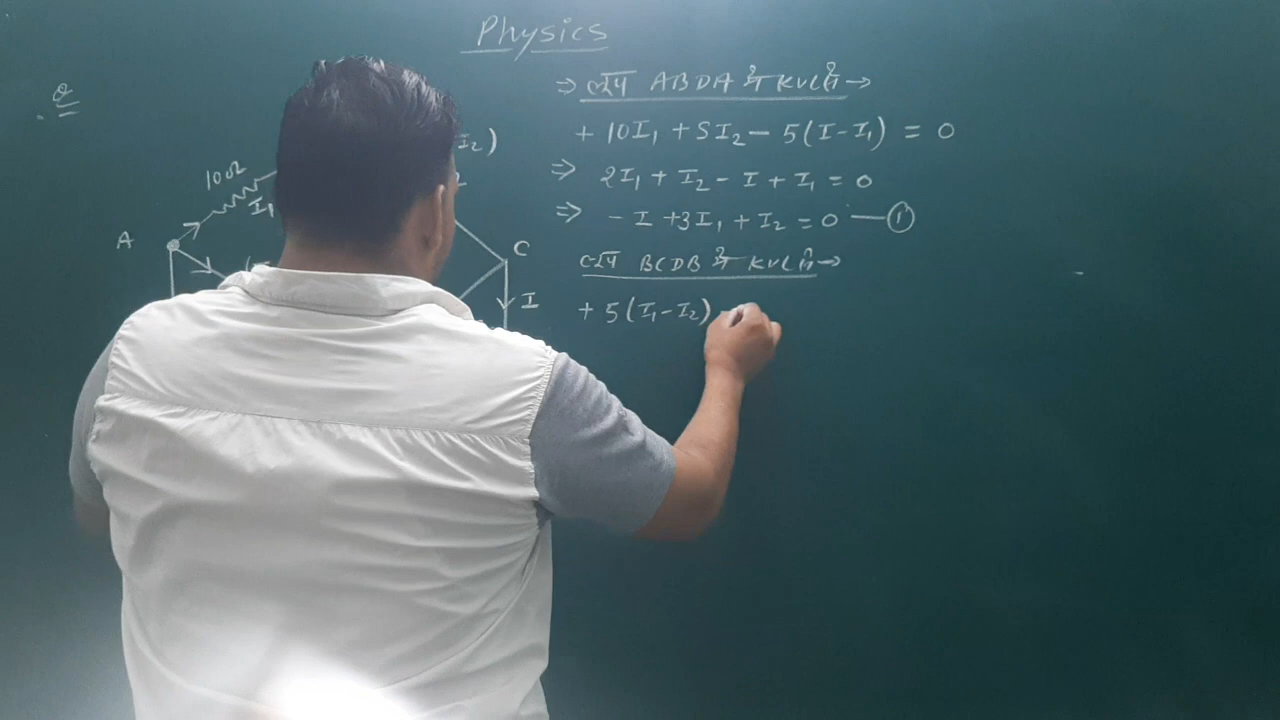 Physics
Q
⇒ लूप ABDA में KVL से →
+ 10I₁ + 5I₂ − 5(I − I₁) = 0
⇒ 2I₁ + I₂ − I + I₁ = 0
⇒ − I + 3I₁ + I₂ = 0 — ①
लूप BCDB में KVL से →
+ 5(I₁ − I₂)
I₂)
10Ω
I₁
A
C
I